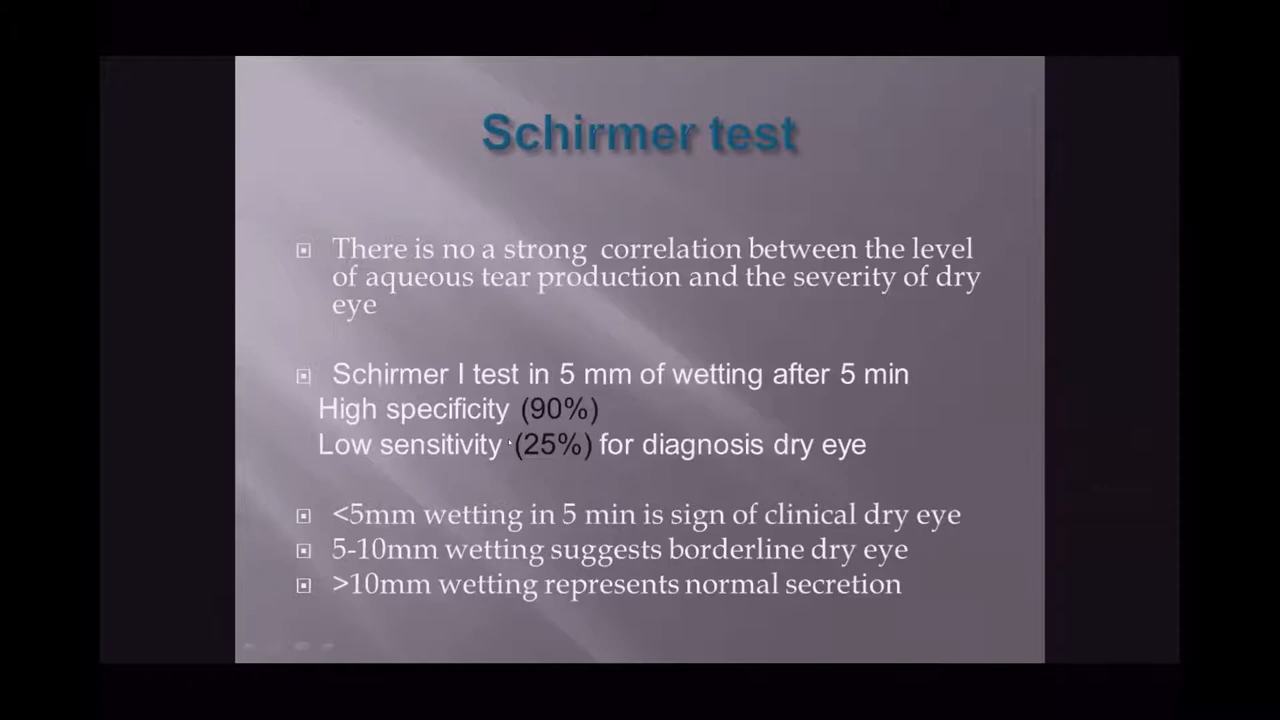 Schirmer test
There is no a strong correlation between the level
of aqueous tear production and the severity of dry
eye
Schirmer I test in 5 mm of wetting after 5 min
High specificity (90%)
Low sensitivity (25%) for diagnosis dry eye
<5mm wetting in 5 min is sign of clinical dry eye
5-10mm wetting suggests borderline dry eye
>10mm wetting represents normal secretion